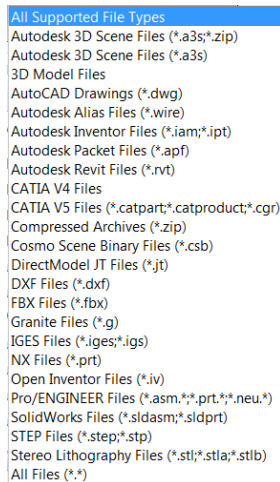 All Supported File Types
Autodesk 3D Scene Files (*.a3s;*.zip)
Autodesk 3D Scene Files (*.a3s)
3D Model Files
AutoCAD Drawings (*.dwg)
Autodesk Alias Files (*.wire)
Autodesk Inventor Files (*.iam;*.ipt)
Autodesk Packet Files (*.apf)
Autodesk Revit Files (*.rvt)
CATIA V4 Files
CATIA V5 Files (*.catpart;*.catproduct;*.cgr)
Compressed Archives (*.zip)
Cosmo Scene Binary Files (*.csb)
DirectModel JT Files (*.jt)
DXF Files (*.dxf)
FBX Files (*.fbx)
Granite Files (*.g)
IGES Files (*.iges;*.igs)
NX Files (*.prt)
Open Inventor Files (*.iv)
Pro/ENGINEER Files (*.asm.*;*.prt.*;*.neu.*)
SolidWorks Files (*.sldasm;*.sldprt)
STEP Files (*.step;*.stp)
Stereo Lithography Files (*.stl;*.stla;*.stlb)
All Files (*.*)